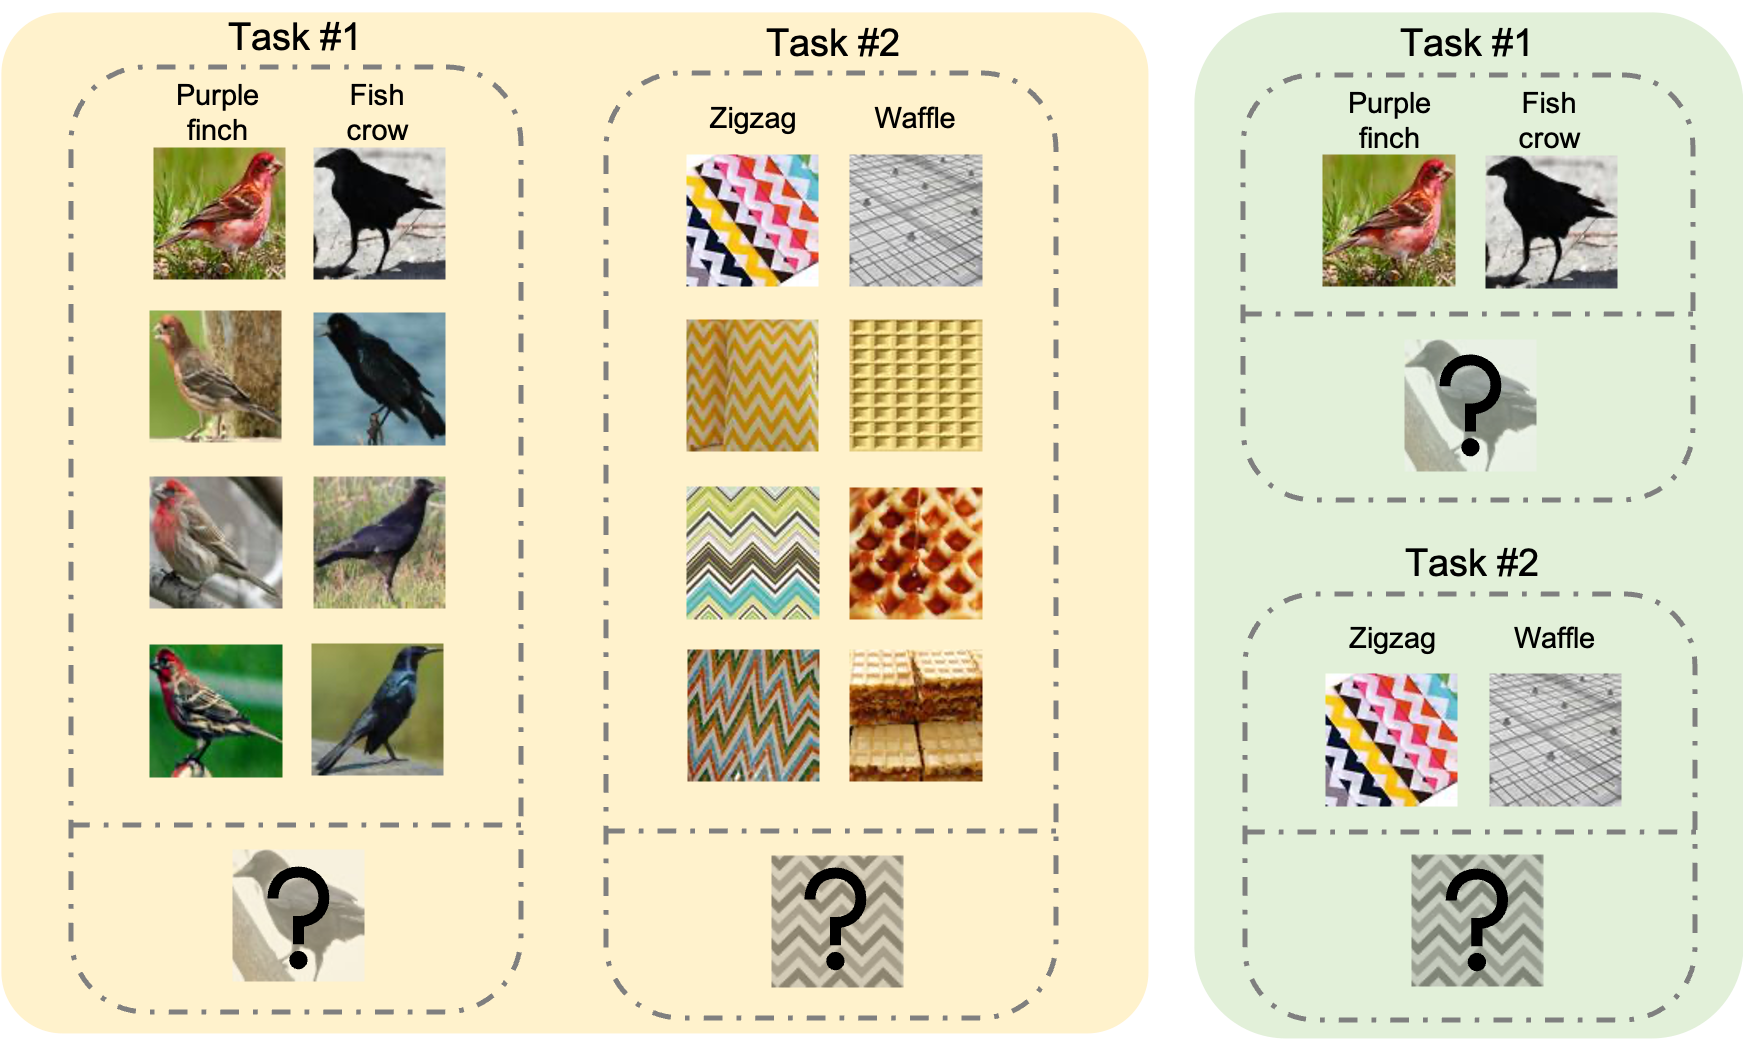 Task #1
Purple
finch
Fish
crow
?
Task #2
Zigzag
Waffle
?
Task #1
Purple
finch
Fish
crow
?
Task #2
Zigzag
Waffle
?